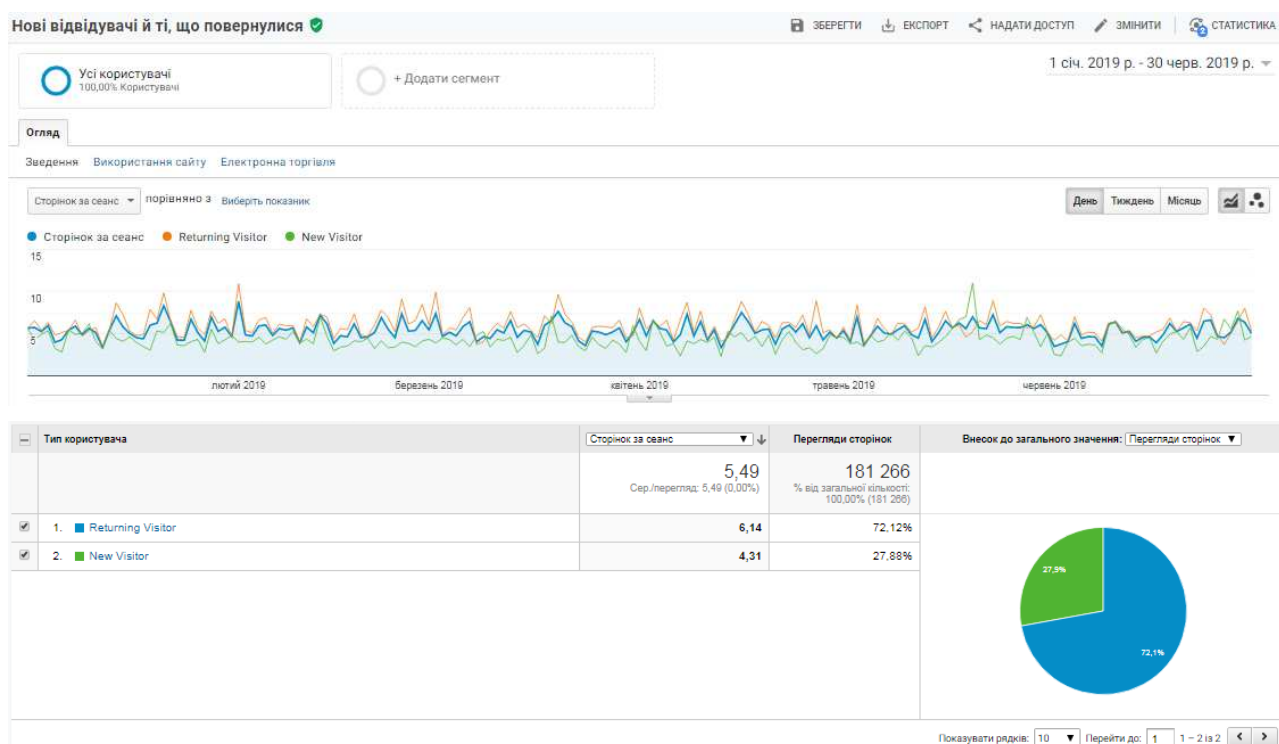 Нові відвідувачі й ті, що повернулися
ЗБЕРЕГТИ ЕКСПОРТ НАДАТИ ДОСТУП ЗМІНИТИ 2 СТАТИСТИКА
1 січ. 2019 р. - 30 черв. 2019 р.
Усі користувачі
100,00% Користувачі
+ Додати сегмент
Огляд
Зведення Використання сайту Електронна торгівля
Сторінок за сеанс порівняно з Виберіть показник
День Тиждень Місяць
Сторінок за сеанс Returning Visitor New Visitor
15
10
5
лютий 2019 березень 2019 квітень 2019 травень 2019 червень 2019
Тип користувача Сторінок за сеанс Перегляди сторінок Внесок до загального значення: Перегляди сторінок
5,49 181 266
Сер./перегляд: 5,49 (0,00%) % від загальної кількості:
100,00% (181 266)
1. Returning Visitor 6,14 72,12%
2. New Visitor 4,31 27,88%
27,9%
72,1%
Показувати рядків: 10 Перейти до: 1 1 – 2 із 2